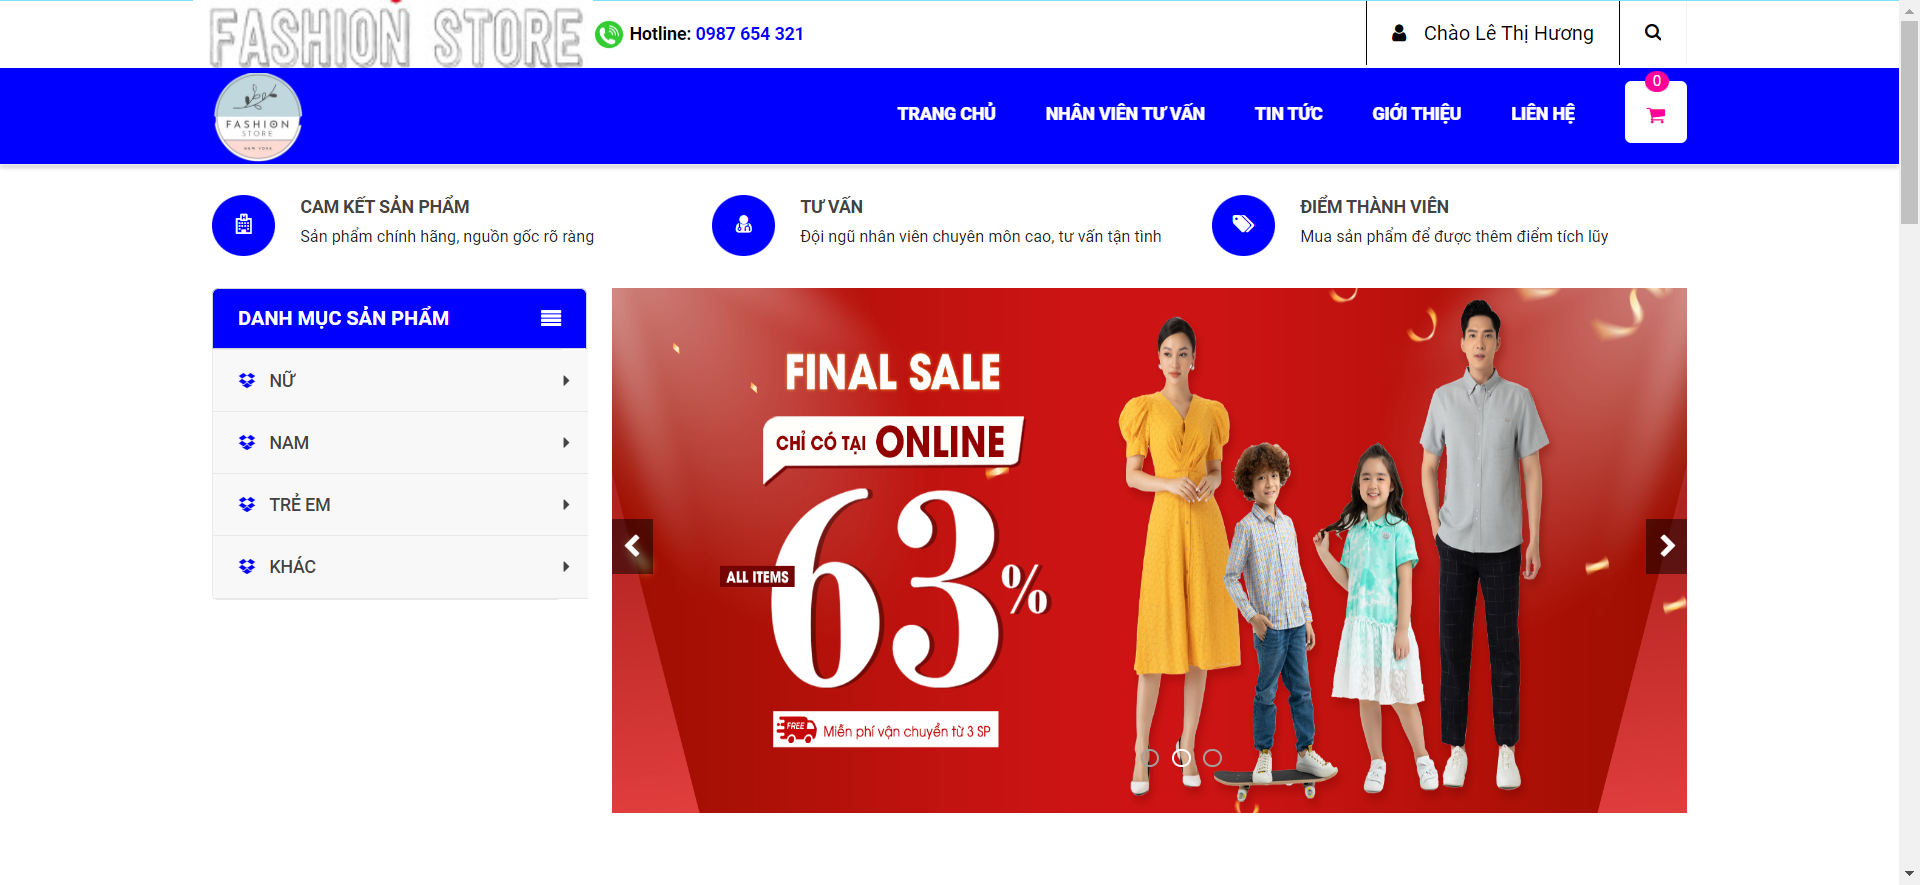 FASHION STORE
Hotline: 0987 654 321
Chào Lê Thị Hương
FASHION
STORE
NEW YORK
TRANG CHỦ
NHÂN VIÊN TƯ VẤN
TIN TỨC
GIỚI THIỆU
LIÊN HỆ
0
CAM KẾT SẢN PHẨM
Sản phẩm chính hãng, nguồn gốc rõ ràng
TƯ VẤN
Đội ngũ nhân viên chuyên môn cao, tư vấn tận tình
ĐIỂM THÀNH VIÊN
Mua sản phẩm để được thêm điểm tích lũy
DANH MỤC SẢN PHẨM
NỮ
NAM
TRẺ EM
KHÁC
FINAL SALE
CHỈ CÓ TẠI ONLINE
ALL ITEMS
63%
FREE
Miễn phí vận chuyển từ 3 SP